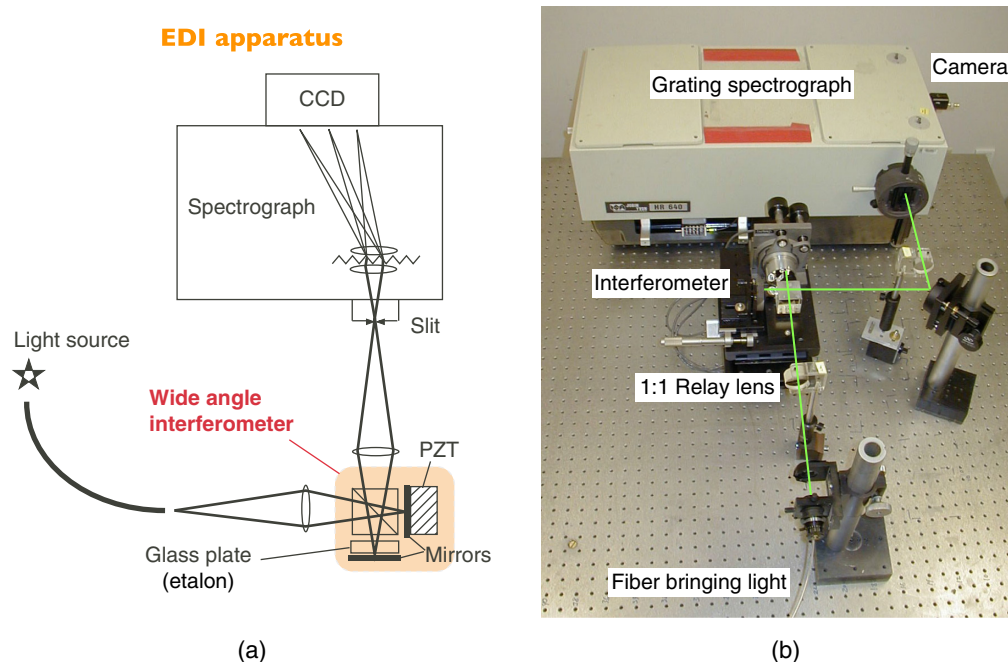 EDI apparatus
CCD
Spectrograph
Slit
Light source
Wide angle
interferometer
PZT
Glass plate
(etalon)
Mirrors
(a)
Camera
Grating spectrograph
HR 640
Interferometer
1:1 Relay lens
Fiber bringing light
(b)